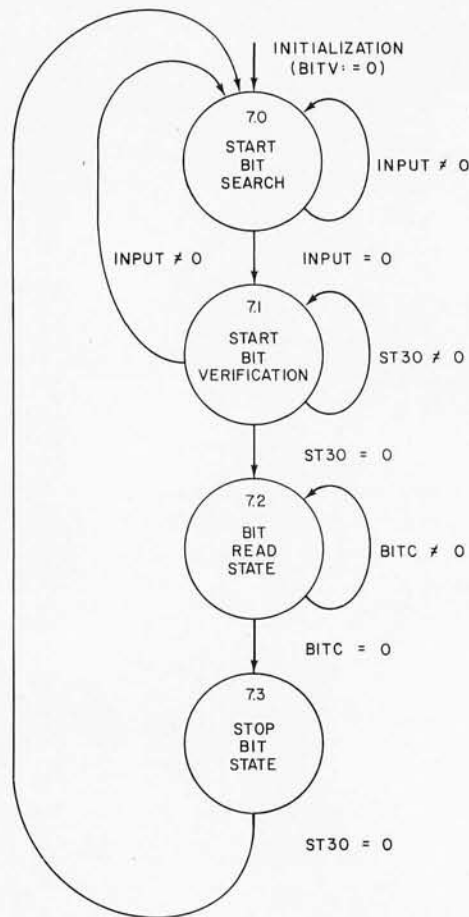 INITIALIZATION
(BITV: = 0)
7.0
START
BIT
SEARCH
INPUT ≠ 0
INPUT ≠ 0
INPUT = 0
7.1
START
BIT
VERIFICATION
ST30 ≠ 0
ST30 = 0
7.2
BIT
READ
STATE
BITC ≠ 0
BITC = 0
7.3
STOP
BIT
STATE
ST30 = 0